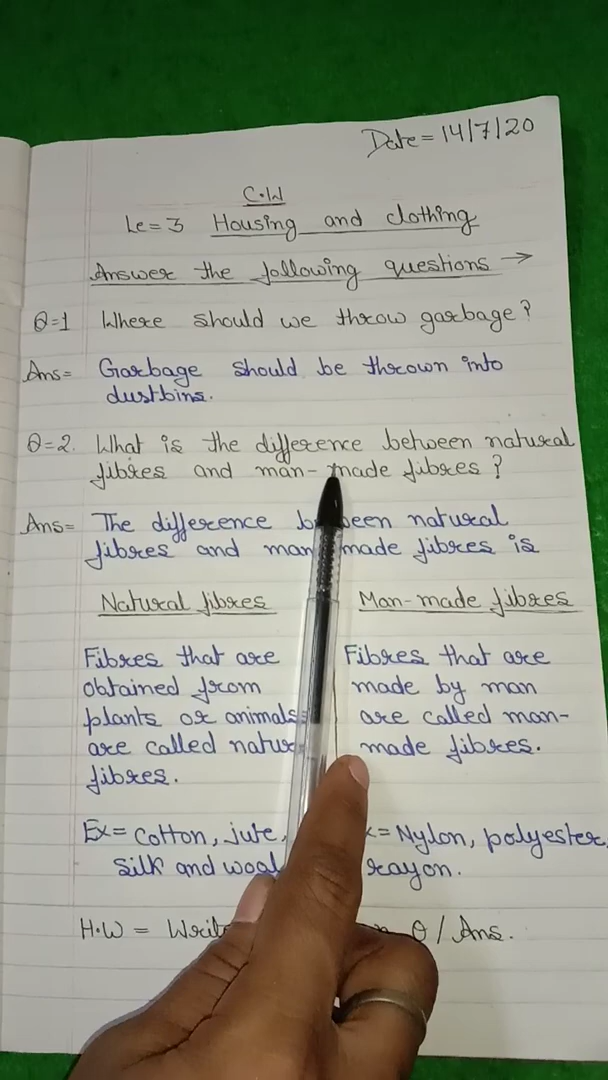 Date = 14/7/20
C.W
Le = 3 Housing and clothing
Answer the following questions →
Q=1 Where should we throw garbage?
Ans= Garbage should be thrown into
dustbins.
Q=2. What is the difference between natural
fibres and man-made fibres?
Ans= The difference been natural
fibres and man made fibres is
Natural fibres
Fibres that are
obtained from
plants or animals
are called
fibres.
Ex= Cotton, jute,
silk and
Man-made fibres
Fibres that are
made by man
are called man-
made fibres.
= Nylon, polyester,
rayon.
H.W = Q/Ans.